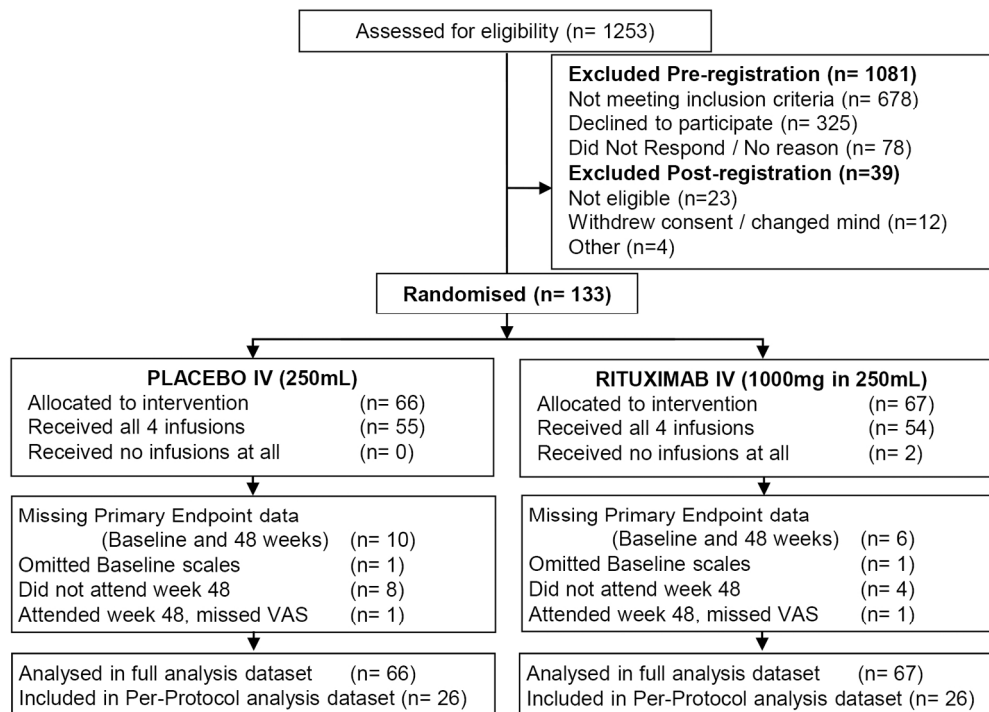 Assessed for eligibility (n= 1253)
Excluded Pre-registration (n= 1081)
Not meeting inclusion criteria (n= 678)
Declined to participate (n= 325)
Did Not Respond / No reason (n= 78)
Excluded Post-registration (n=39)
Not eligible (n=23)
Withdrew consent / changed mind (n=12)
Other (n=4)
Randomised (n= 133)
PLACEBO IV (250mL)
Allocated to intervention (n= 66)
Received all 4 infusions (n= 55)
Received no infusions at all (n= 0)
RITUXIMAB IV (1000mg in 250mL)
Allocated to intervention (n= 67)
Received all 4 infusions (n= 54)
Received no infusions at all (n= 2)
Missing Primary Endpoint data
(Baseline and 48 weeks) (n= 10)
Omitted Baseline scales (n= 1)
Did not attend week 48 (n= 8)
Attended week 48, missed VAS (n= 1)
Missing Primary Endpoint data
(Baseline and 48 weeks) (n= 6)
Omitted Baseline scales (n= 1)
Did not attend week 48 (n= 4)
Attended week 48, missed VAS (n= 1)
Analysed in full analysis dataset (n= 66)
Included in Per-Protocol analysis dataset (n= 26)
Analysed in full analysis dataset (n= 67)
Included in Per-Protocol analysis dataset (n= 26)